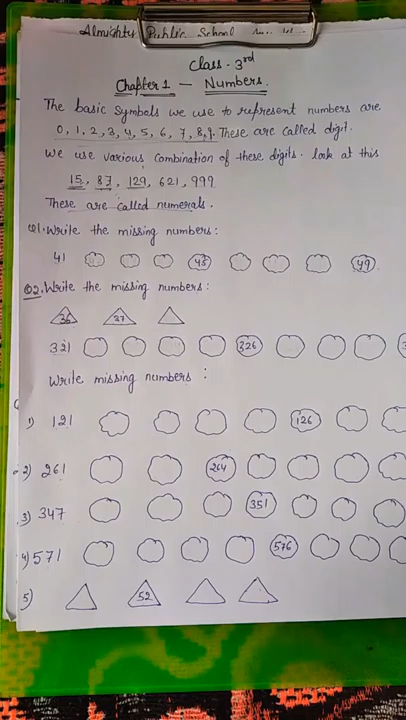 Almighty Public School
Class - 3rd
Chapter 1 - Numbers.
The basic symbols we use to represent numbers are
0, 1, 2, 3, 4, 5, 6, 7, 8, 9. These are called digit.
We use various combination of these digits. look at this
15, 87, 129, 621, 999
These are called numerals.
Q1. Write the missing numbers:
41 45 49
Q2. Write the missing numbers:
36 37
321 326
Write missing numbers :
1) 121 126
2) 261 264
3) 347 351
4) 571 576
5) 52